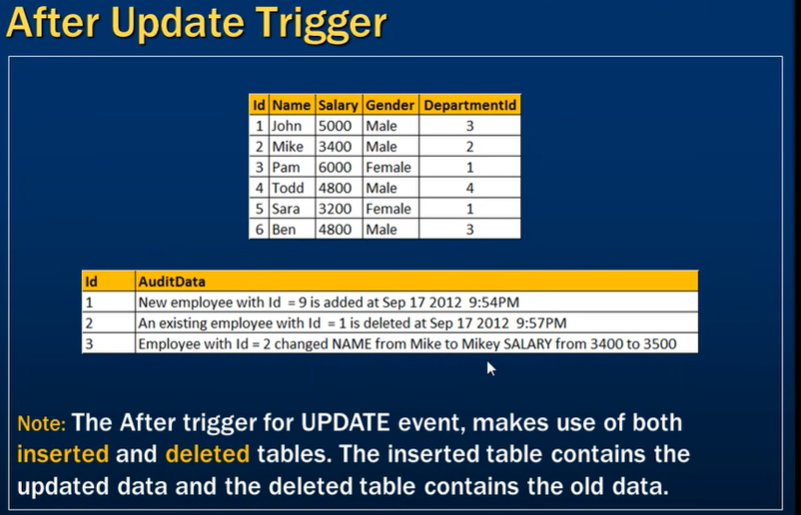 After Update Trigger
Id Name Salary Gender DepartmentId
1 John 5000 Male 3
2 Mike 3400 Male 2
3 Pam 6000 Female 1
4 Todd 4800 Male 4
5 Sara 3200 Female 1
6 Ben 4800 Male 3
Id AuditData
1 New employee with Id = 9 is added at Sep 17 2012 9:54PM
2 An existing employee with Id = 1 is deleted at Sep 17 2012 9:57PM
3 Employee with Id = 2 changed NAME from Mike to Mikey SALARY from 3400 to 3500
Note: The After trigger for UPDATE event, makes use of both
inserted and deleted tables. The inserted table contains the
updated data and the deleted table contains the old data.